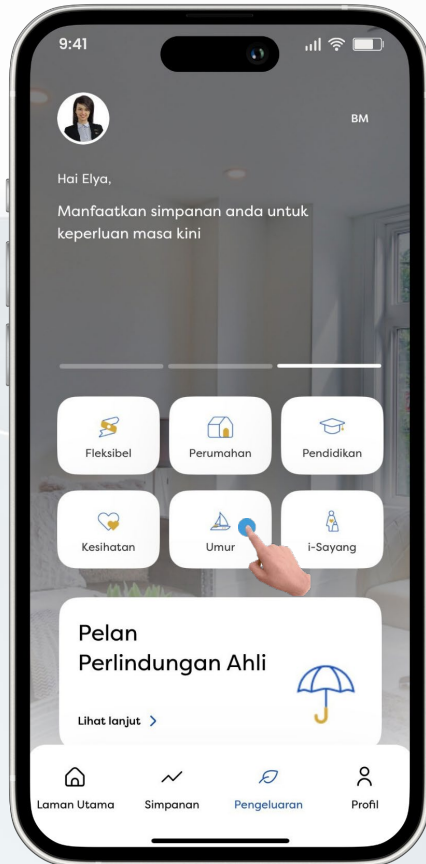 9:41
BM
Hai Elya,
Manfaatkan simpanan anda untuk
keperluan masa kini
Fleksibel
Perumahan
Pendidikan
Kesihatan
Umur
i-Sayang
Pelan
Perlindungan Ahli
Lihat lanjut
Laman Utama
Simpanan
Pengeluaran
Profil